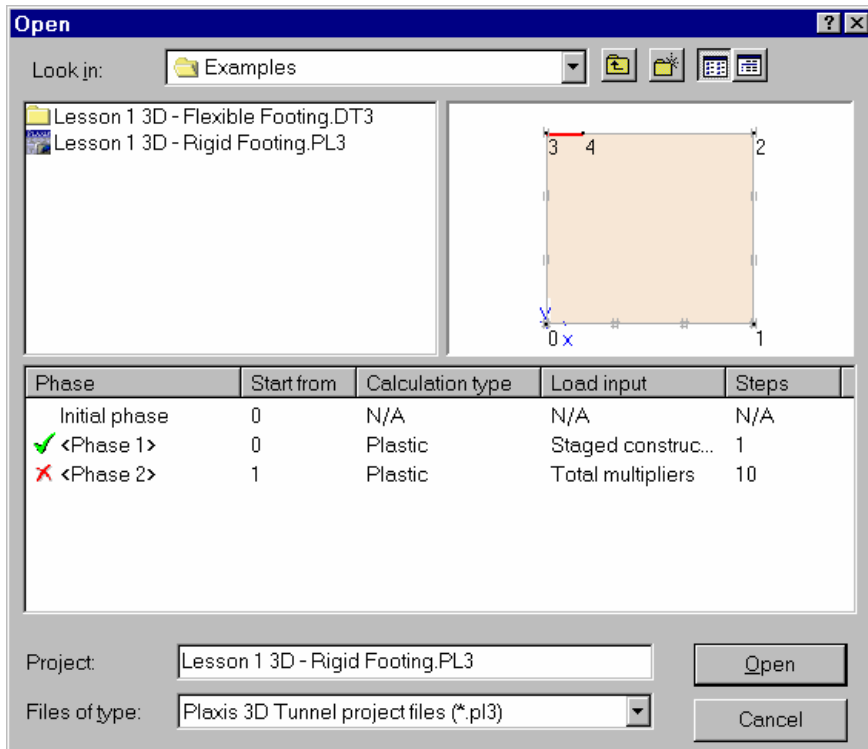 Open
Look in: Examples
Lesson 1 3D - Flexible Footing.DT3
Lesson 1 3D - Rigid Footing.PL3
3 4 2
y
0 x 1
Phase Start from Calculation type Load input Steps
Initial phase 0 N/A N/A N/A
<Phase 1> 0 Plastic Staged construc... 1
<Phase 2> 1 Plastic Total multipliers 10
Project: Lesson 1 3D - Rigid Footing.PL3 Open
Files of type: Plaxis 3D Tunnel project files (*.pl3) Cancel